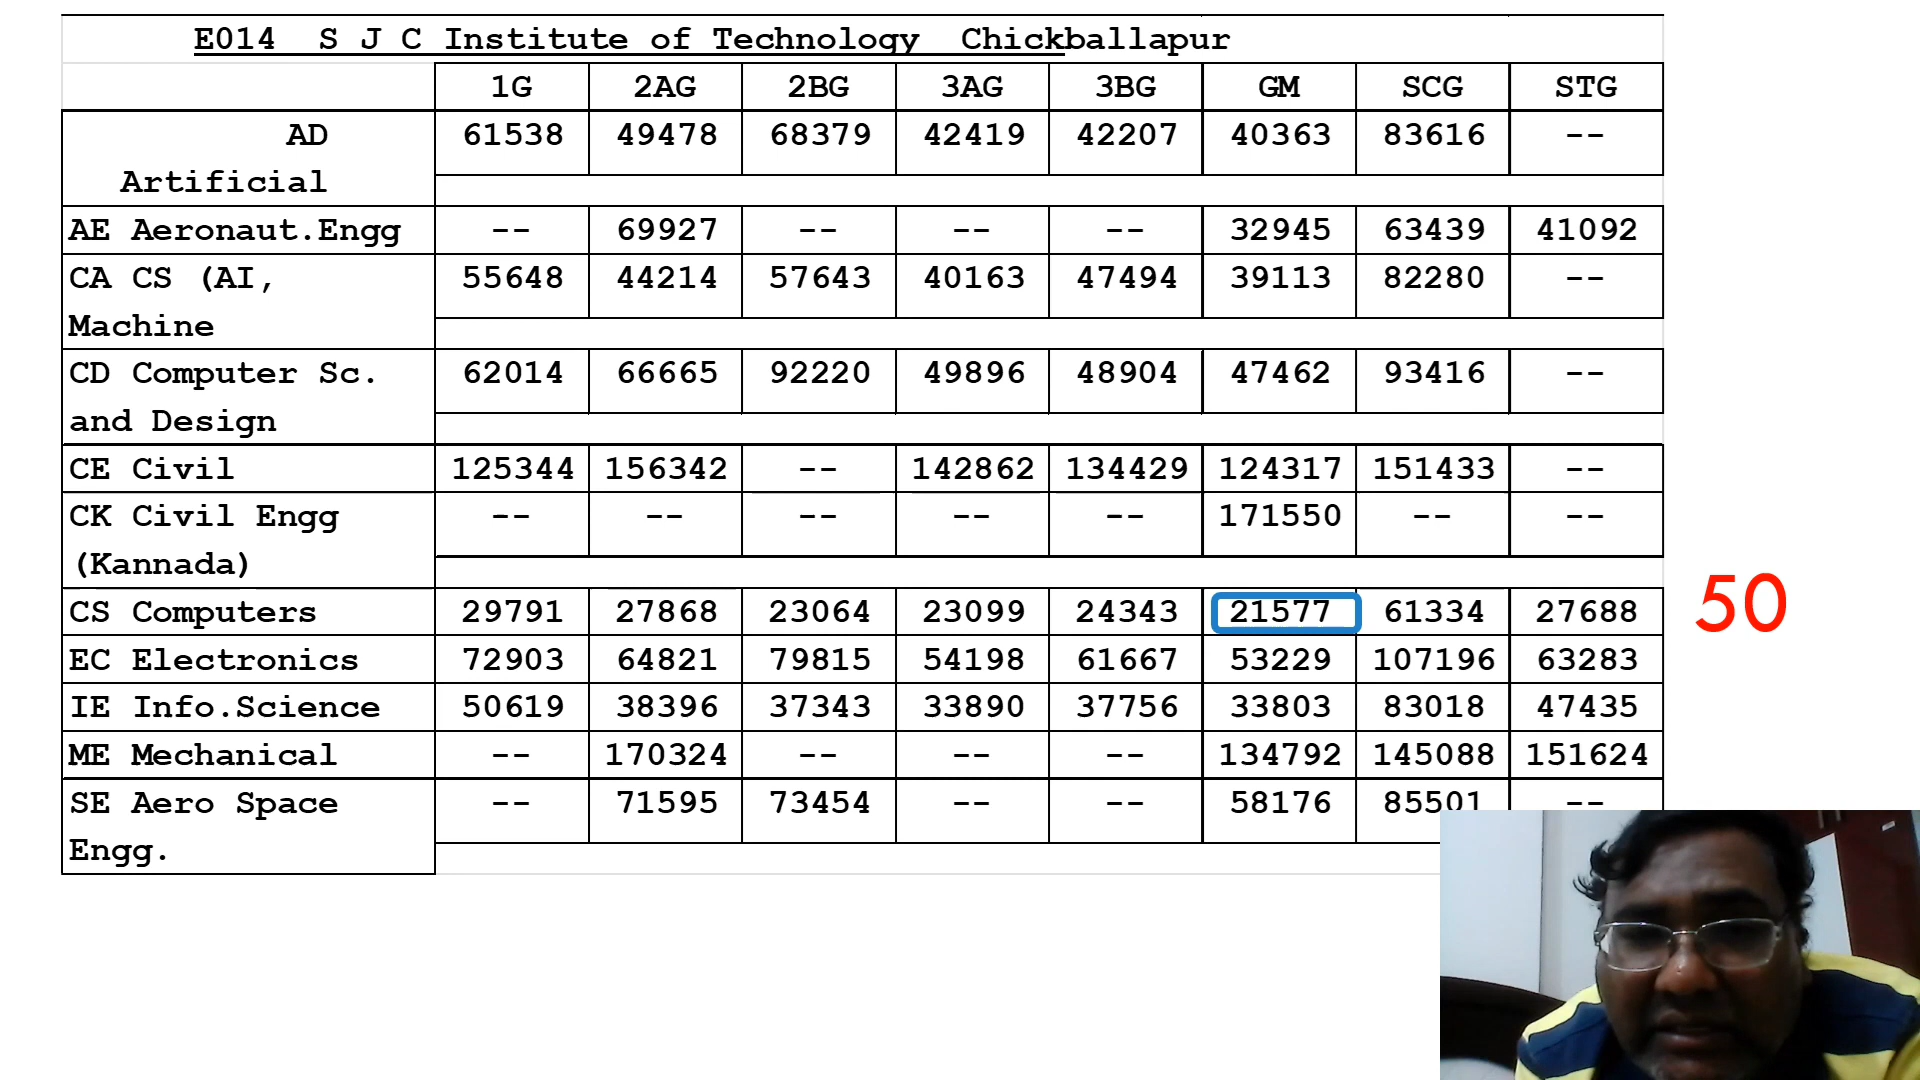 E014 S J C Institute of Technology Chickballapur
1G 2AG 2BG 3AG 3BG GM SCG STG
AD 61538 49478 68379 42419 42207 40363 83616 --
Artificial
AE Aeronaut.Engg -- 69927 -- -- -- 32945 63439 41092
CA CS (AI, 55648 44214 57643 40163 47494 39113 82280 --
Machine
CD Computer Sc. 62014 66665 92220 49896 48904 47462 93416 --
and Design
CE Civil 125344 156342 -- 142862 134429 124317 151433 --
CK Civil Engg -- -- -- -- -- 171550 -- --
(Kannada)
CS Computers 29791 27868 23064 23099 24343 21577 61334 27688 50
EC Electronics 72903 64821 79815 54198 61667 53229 107196 63283
IE Info.Science 50619 38396 37343 33890 37756 33803 83018 47435
ME Mechanical -- 170324 -- -- -- 134792 145088 151624
SE Aero Space -- 71595 73454 -- -- 58176 85501 --
Engg.